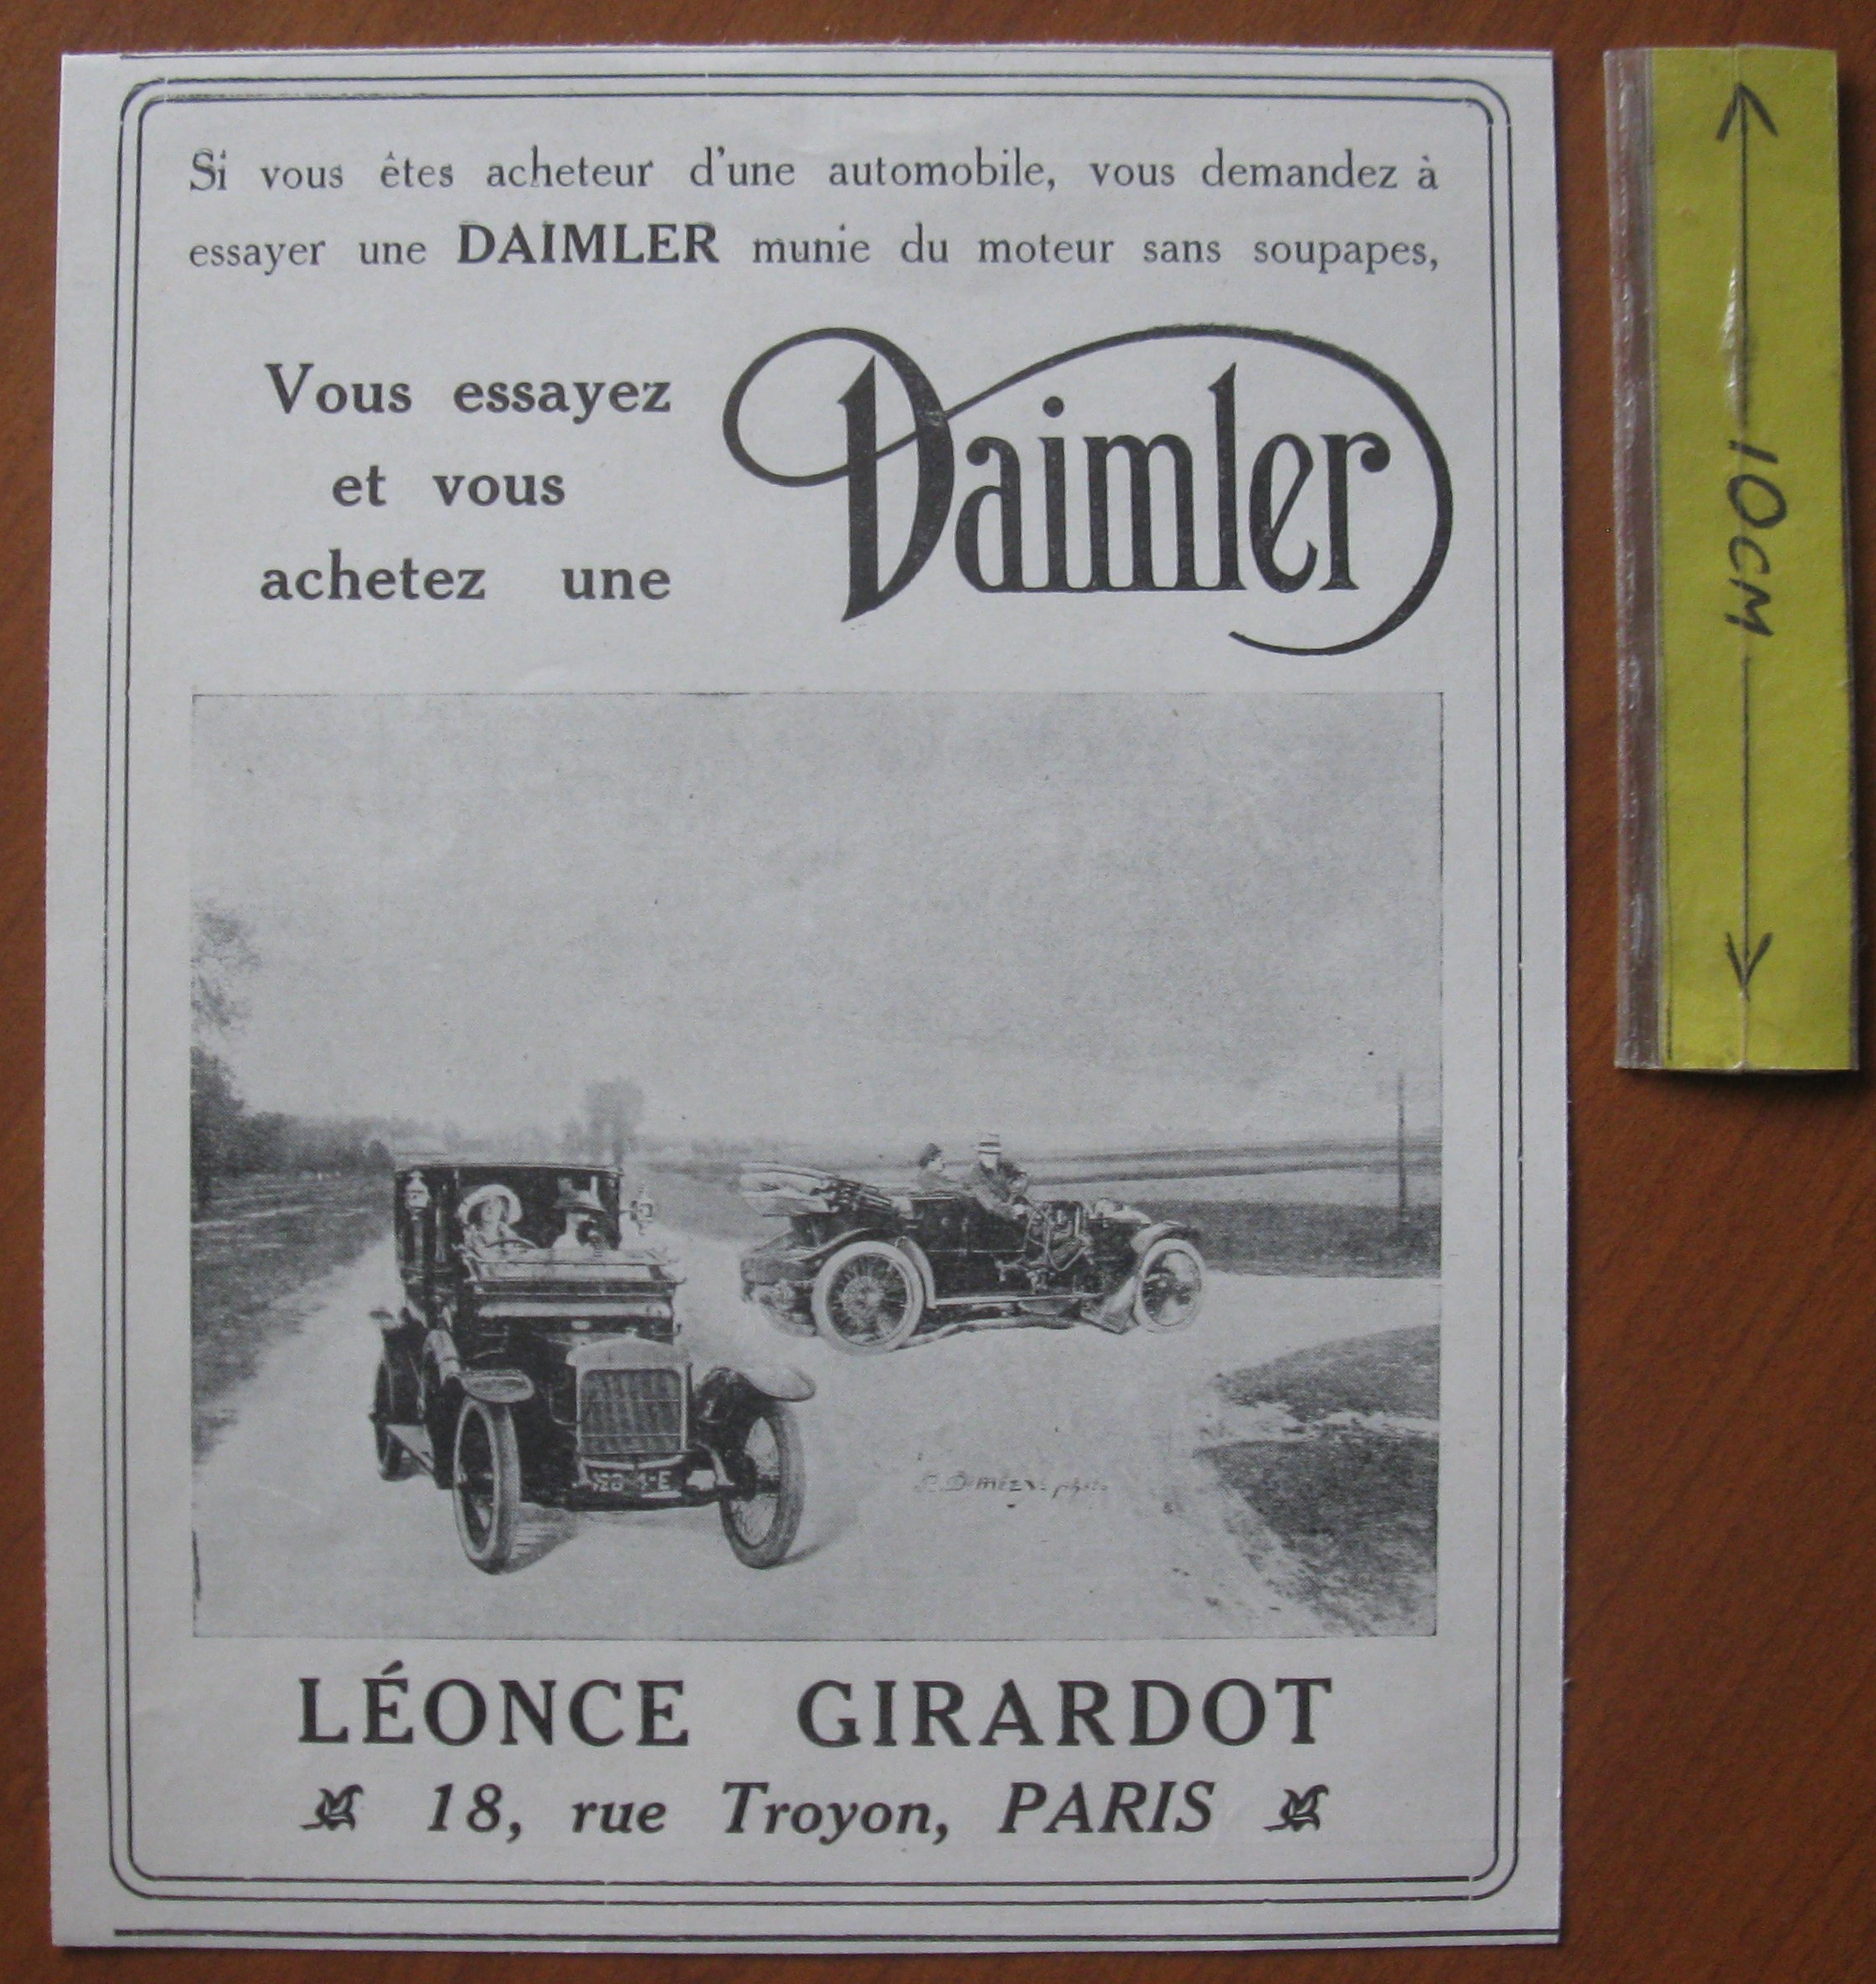 Si vous êtes acheteur d'une automobile, vous demandez à
essayer une DAIMLER munie du moteur sans soupapes,
Vous essayez
et vous
achetez une
Daimler
LÉONCE GIRARDOT
18, rue Troyon, PARIS
10CM